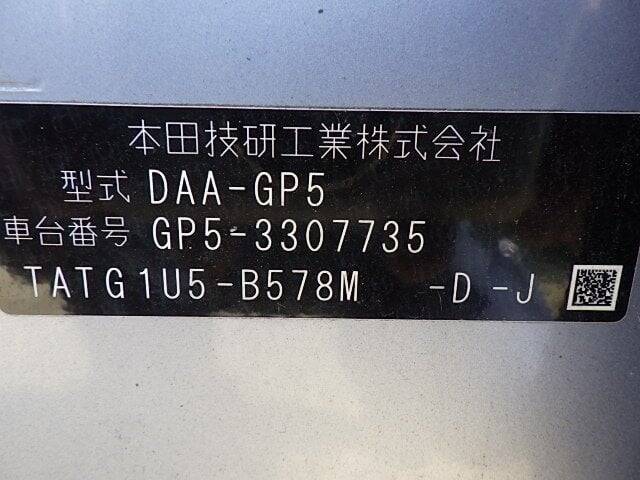 本田技研工業株式会社
型式 DAA-GP5
車台番号 GP5-3307735
TATG1U5-B578M -D -J